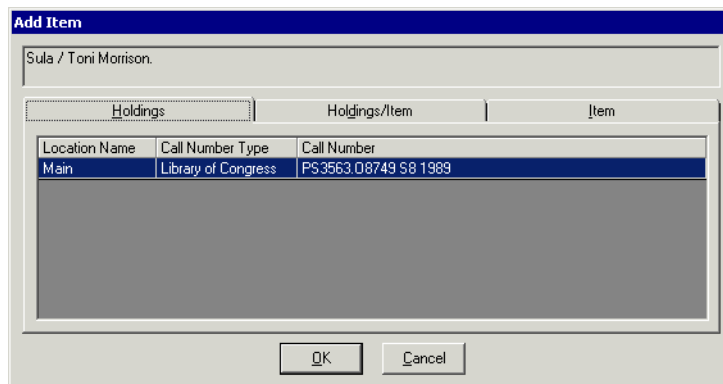 Add Item
Sula / Toni Morrison.
Holdings Holdings/Item Item
Location Name Call Number Type Call Number
Main Library of Congress PS3563.O8749 S8 1989
OK Cancel